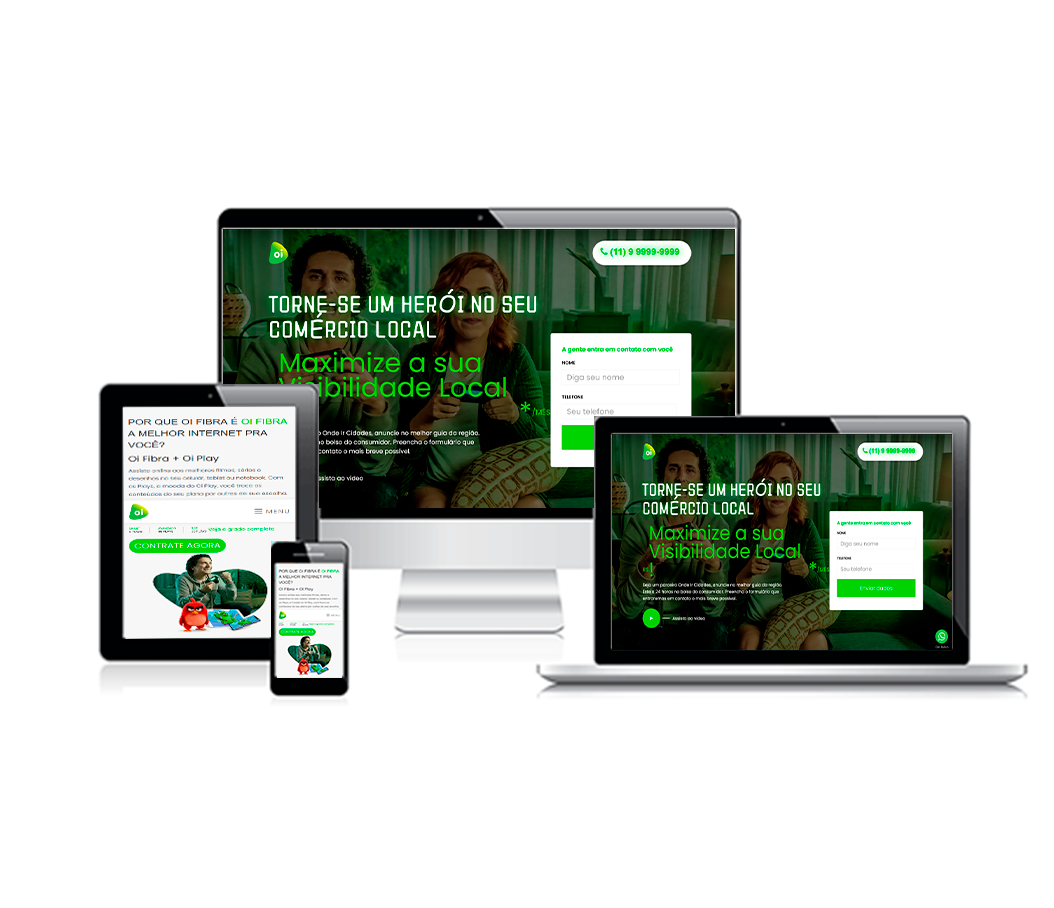 oi
(11) 9 9999-9999
TORNE-SE UM HERÓI NO SEU
COMÉRCIO LOCAL
Maximize a sua
Visibilidade Local
*/MÊS
A gente entra em contato com você
NOME
Diga seu nome
TELEFONE
Seu telefone
Onde Ir Cidades, anuncie no melhor guia da região.
no bolso do consumidor. Preencha o formulário que
contato o mais breve possível.
ssista ao vídeo
POR QUE OI FIBRA É OI FIBRA
A MELHOR INTERNET PRA
VOCÊ?
Oi Fibra + Oi Play
Assista online aos melhores filmes, séries e
desenhos no seu celular, tablet ou notebook. Com
os Plays, a moeda do Oi Play, você troca os
conteúdos do seu plano por outros de sua escolha.
oi
MENU
Veja a grade completa
CONTRATE AGORA
POR QUE OI FIBRA É OI FIBRA
A MELHOR INTERNET PRA
VOCÊ?
Oi Fibra + Oi Play
MENU
CONTRATE AGORA
oi
(11) 9 9999-9999
TORNE-SE UM HERÓI NO SEU
COMÉRCIO LOCAL
Maximize a sua
Visibilidade Local
*/MÊS
A gente entra em contato com você
NOME
Diga seu nome
TELEFONE
Seu telefone
Enviar dados
Seja um parceiro Onde Ir Cidades, anuncie no melhor guia da região.
Esteja 24 horas no bolso do consumidor. Preencha o formulário que
entraremos em contato o mais breve possível.
Assista ao vídeo